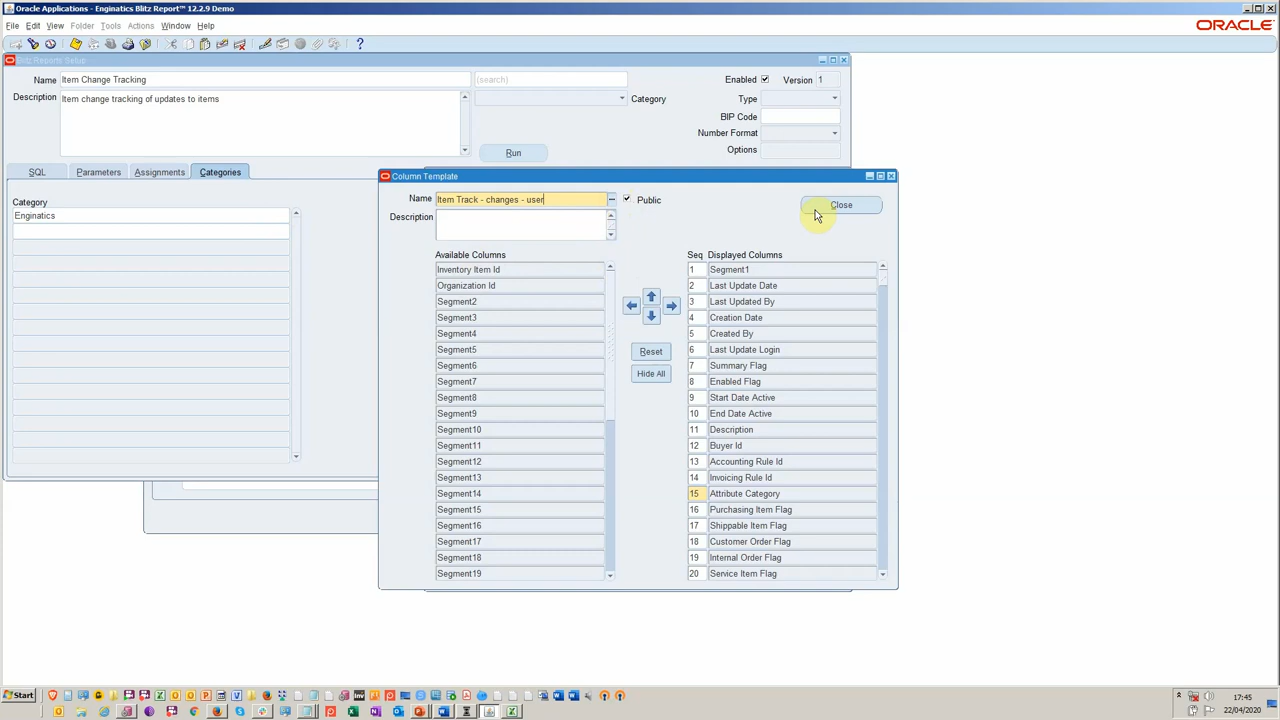 Oracle Applications - Enginatics Blitz Report™ 12.2.9 Demo
File Edit View Folder Tools Actions Window Help
ORACLE
Blitz Reports Setup
Name Item Change Tracking (search) Enabled Version 1
Description Item change tracking of updates to items Category Type
BIP Code
Number Format
Options
Run
SQL Parameters Assignments Categories
Category
Enginatics
Column Template
Name Item Track - changes - user Public Close
Description
Available Columns Seq Displayed Columns
Inventory Item Id 1 Segment1
Organization Id 2 Last Update Date
Segment2 3 Last Updated By
Segment3 4 Creation Date
Segment4 5 Created By
Segment5 6 Last Update Login
Segment6 7 Summary Flag
Segment7 8 Enabled Flag
Segment8 9 Start Date Active
Segment9 10 End Date Active
Segment10 11 Description
Segment11 12 Buyer Id
Segment12 13 Accounting Rule Id
Segment13 14 Invoicing Rule Id
Segment14 15 Attribute Category
Segment15 16 Purchasing Item Flag
Segment16 17 Shippable Item Flag
Segment17 18 Customer Order Flag
Segment18 19 Internal Order Flag
Segment19 20 Service Item Flag
Reset
Hide All
Start
17:45
22/04/2020